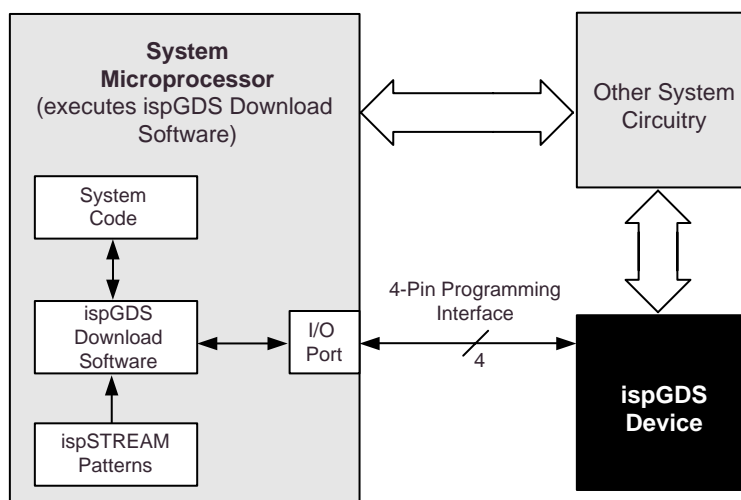 System
Microprocessor
(executes ispGDS Download
Software)
Other System
Circuitry
System
Code
4-Pin Programming
Interface
ispGDS
Download
Software
I/O
Port
4
ispGDS
Device
ispSTREAM
Patterns